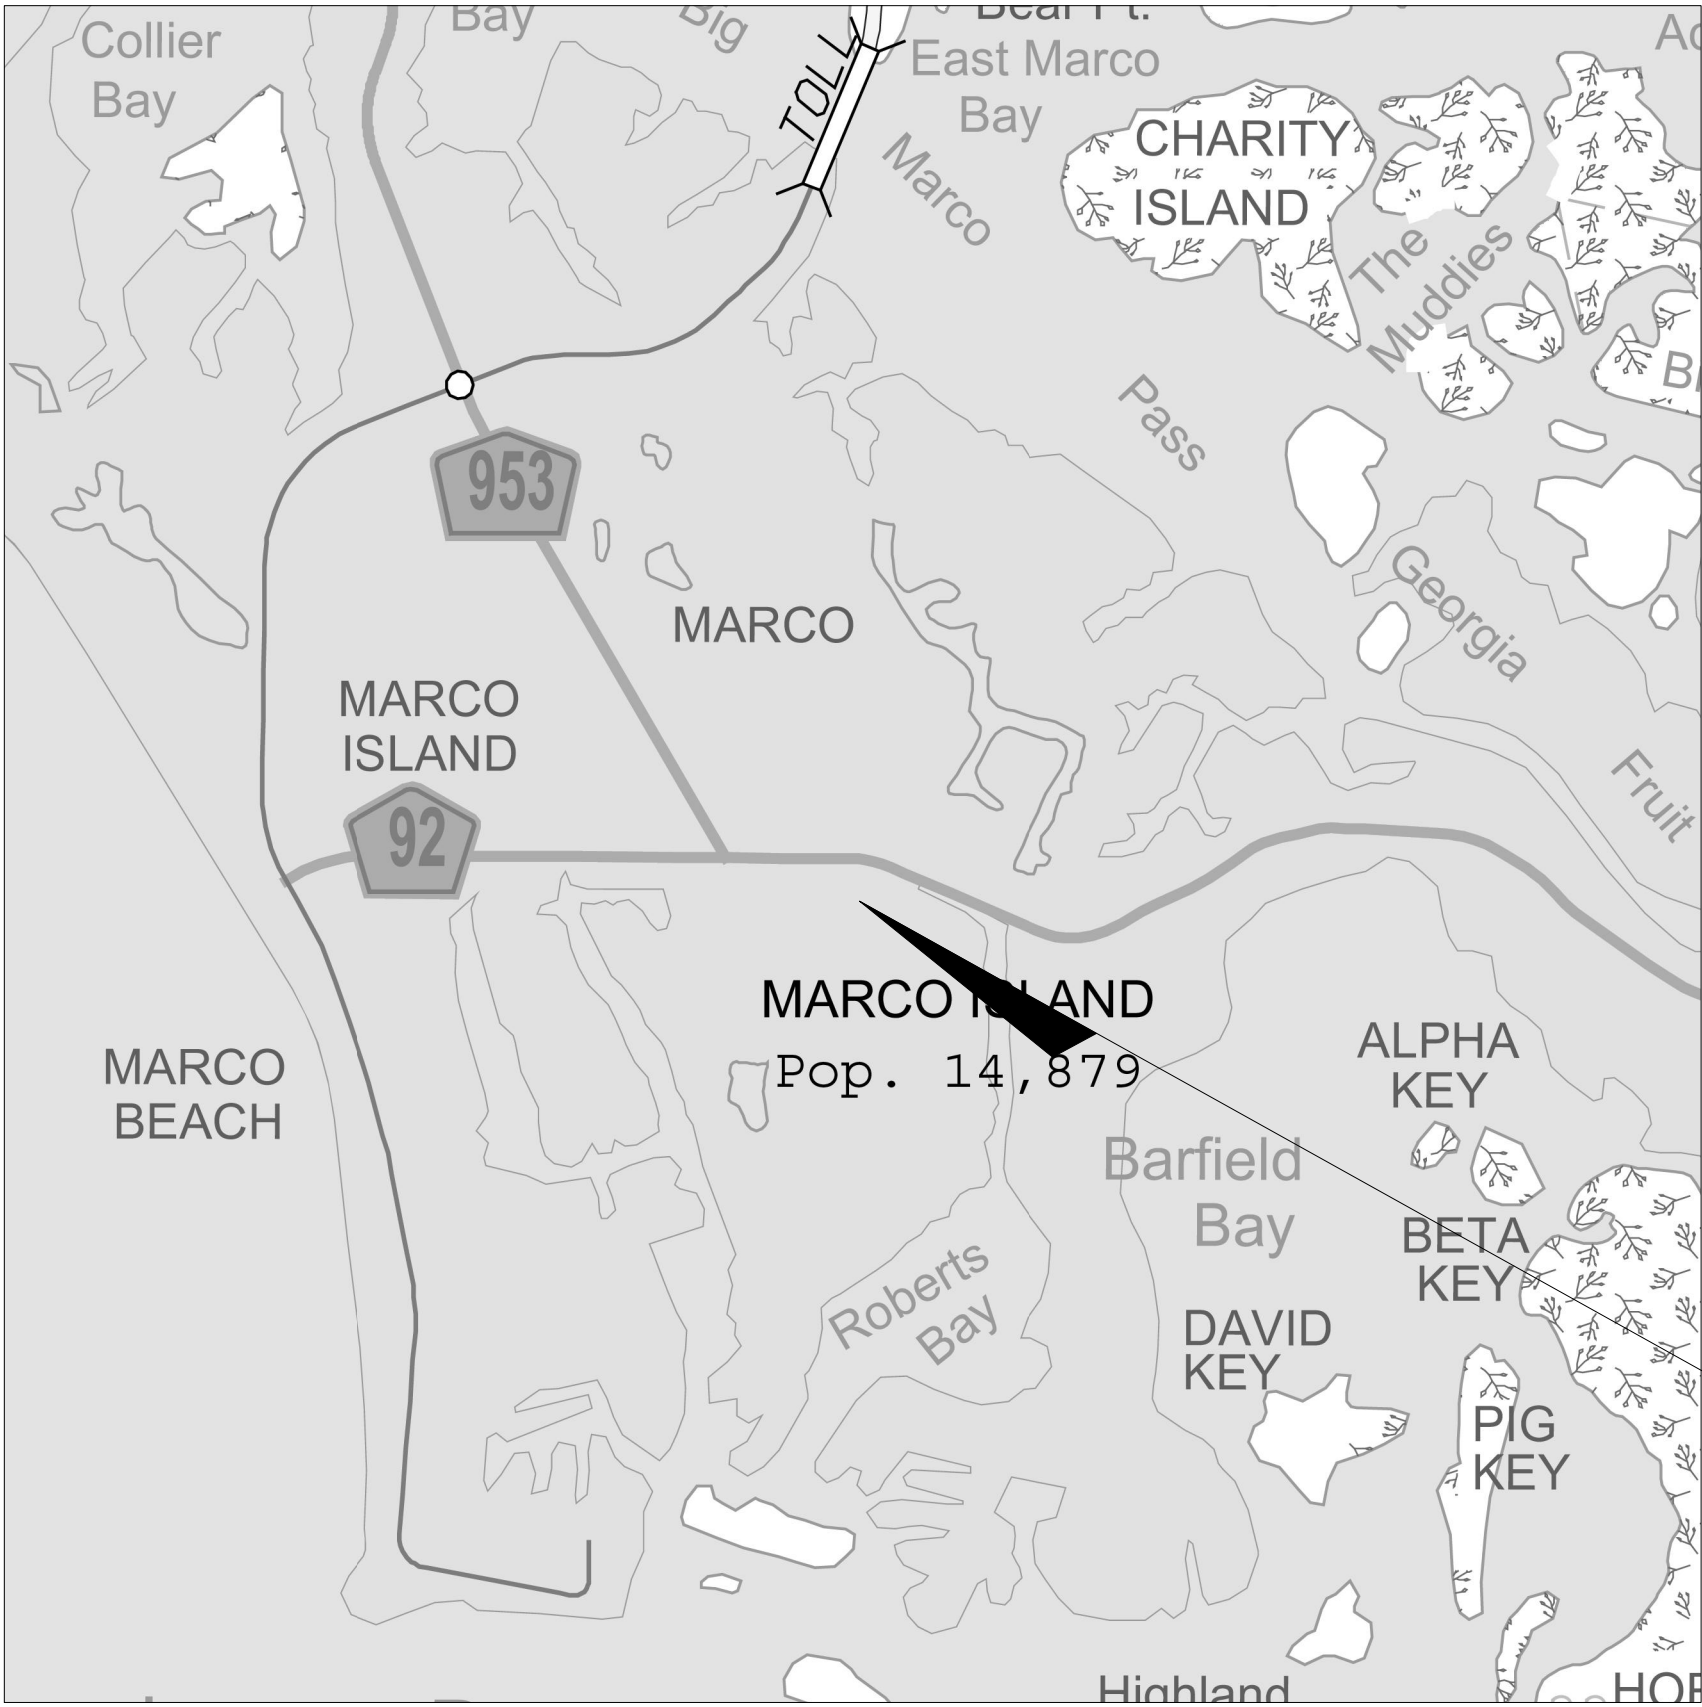 Collier
Bay
Bay
Big
TOLL
Bear Pt.
East Marco
Bay
Marco
Pass
CHARITY
ISLAND
The
Muddies
953
MARCO
Georgia
Fruit
MARCO
ISLAND
92
MARCO ISLAND
Pop. 14,879
MARCO
BEACH
ALPHA
KEY
Barfield
Bay
BETA
KEY
Roberts
Bay
DAVID
KEY
PIG
KEY
Highland